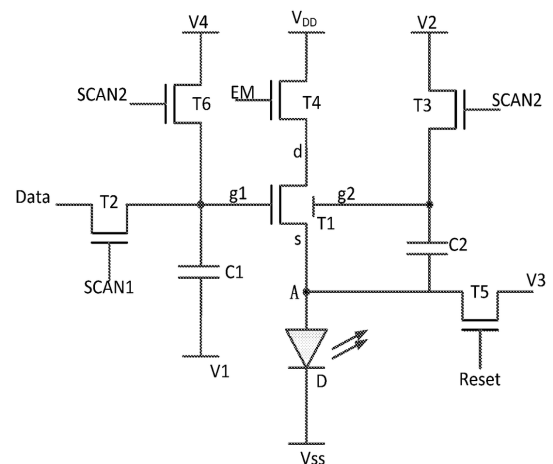 V4
VDD
V2
SCAN2
T6
EM
T4
T3
SCAN2
d
Data
T2
g1
g2
T1
s
SCAN1
C1
C2
A
T5
V3
V1
D
Reset
Vss